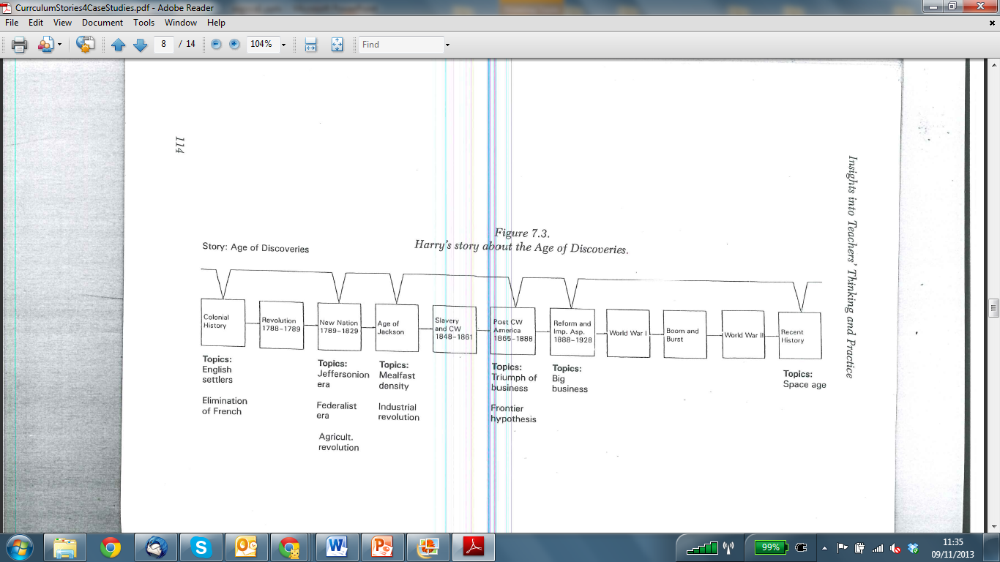 CurrculumStories4CaseStudies.pdf - Adobe Reader
File Edit View Document Tools Window Help
8 / 14 104% Find
114
Insights into Teachers' Thinking and Practice
Figure 7.3.
Harry's story about the Age of Discoveries.
Story: Age of Discoveries
Colonial
History
Revolution
1788–1789
New Nation
1789–1829
Age of
Jackson
Slavery
and CW
1848–1861
Post CW
America
1865–1888
Reform and
Imp. Asp.
1888–1928
World War I
Boom and
Burst
World War II
Recent
History
Topics:
English
settlers
Elimination
of French
Topics:
Jeffersonion
era
Federalist
era
Agricult.
revolution
Topics:
Mealfast
density
Industrial
revolution
Topics:
Triumph of
business
Frontier
hypothesis
Topics:
Big
business
Topics:
Space age
99%
11:35
09/11/2013